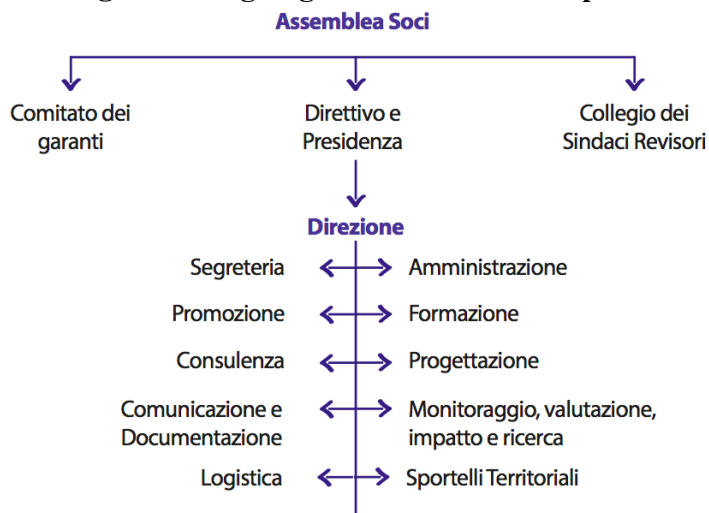 Assemblea Soci
Comitato dei
garanti
Direttivo e
Presidenza
Collegio dei
Sindaci Revisori
Direzione
Segreteria
Amministrazione
Promozione
Formazione
Consulenza
Progettazione
Comunicazione e
Documentazione
Monitoraggio, valutazione,
impatto e ricerca
Logistica
Sportelli Territoriali